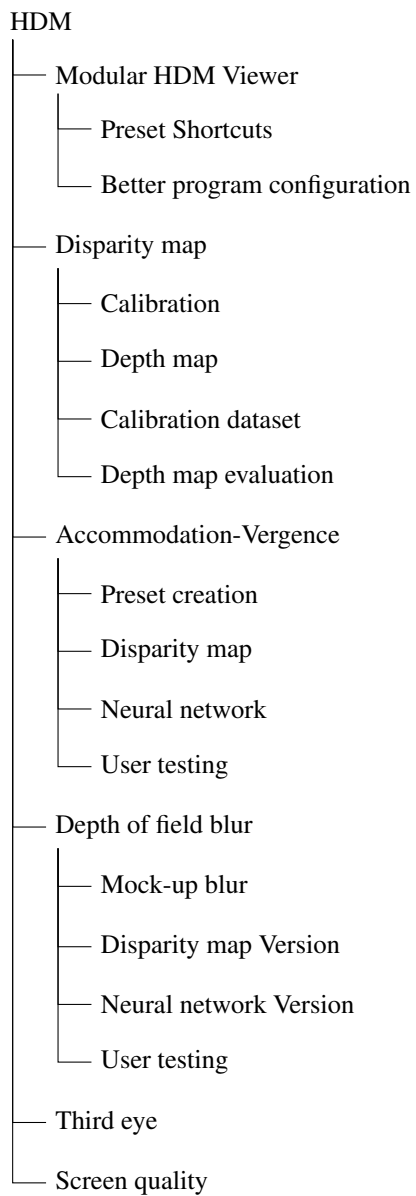 HDM
Modular HDM Viewer
Preset Shortcuts
Better program configuration
Disparity map
Calibration
Depth map
Calibration dataset
Depth map evaluation
Accommodation-Vergence
Preset creation
Disparity map
Neural network
User testing
Depth of field blur
Mock-up blur
Disparity map Version
Neural network Version
User testing
Third eye
Screen quality